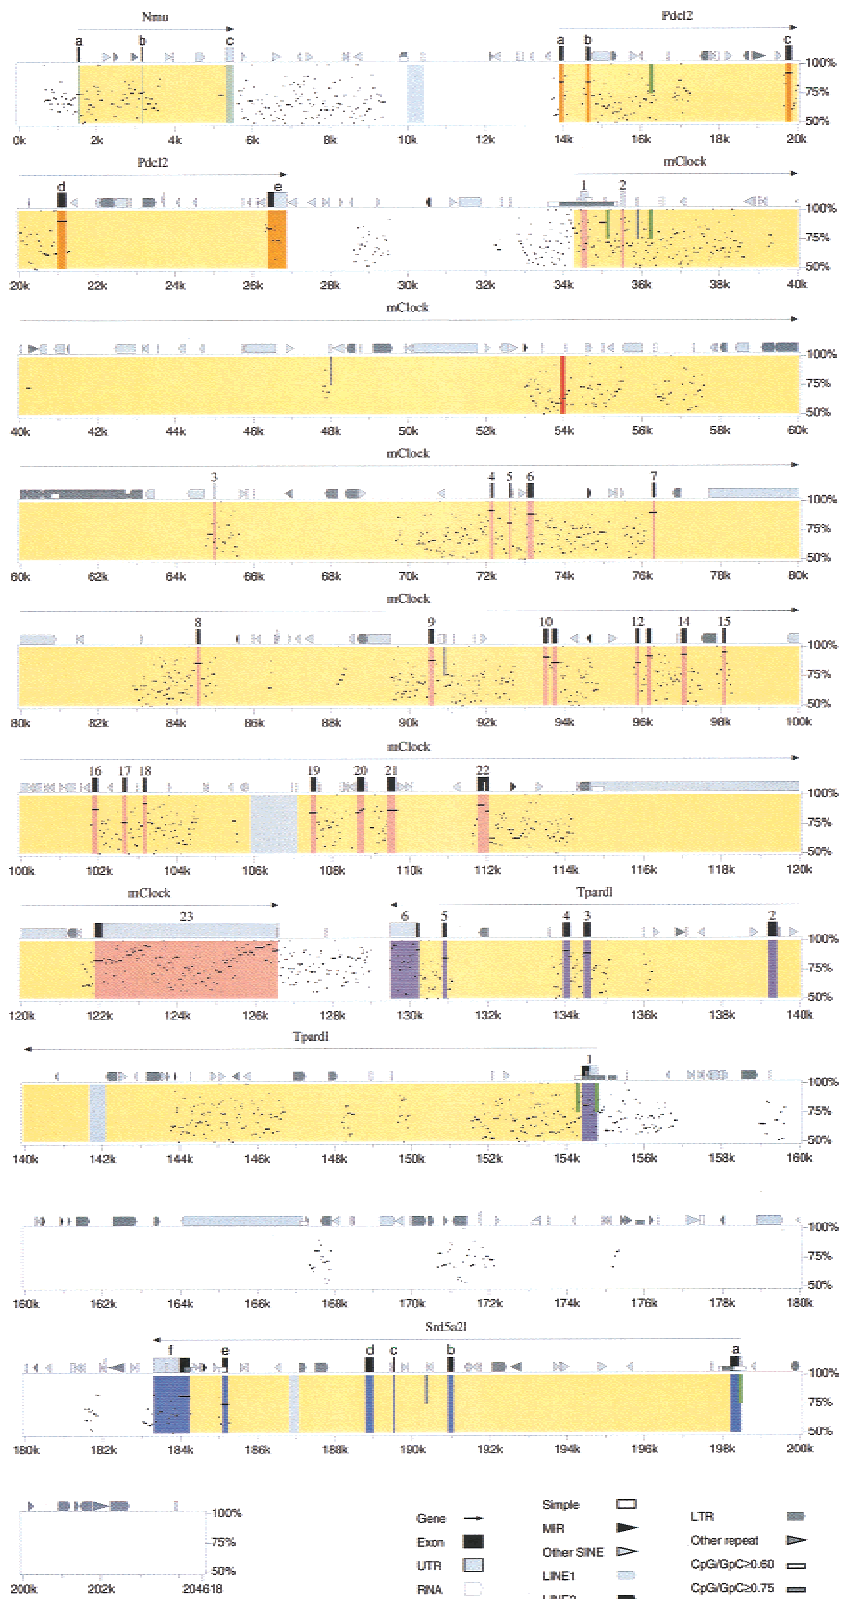 Nmu Pdcl2
a b c a b c
100%
75%
50%
0k 2k 4k 6k 8k 10k 12k 14k 16k 18k 20k
Pdcl2 mClock
d e 1 2
100%
75%
50%
20k 22k 24k 26k 28k 30k 32k 34k 36k 38k 40k
mClock
100%
75%
50%
40k 42k 44k 46k 48k 50k 52k 54k 56k 58k 60k
mClock
3 4 5 6 7
100%
75%
50%
60k 62k 64k 66k 68k 70k 72k 74k 76k 78k 80k
mClock
8 9 10 12 14 15
100%
75%
50%
80k 82k 84k 86k 88k 90k 92k 94k 96k 98k 100k
mClock
16 17 18 19 20 21 22
100%
75%
50%
100k 102k 104k 106k 108k 110k 112k 114k 116k 118k 120k
mClock Tpardl
23 6 5 4 3 2
100%
75%
50%
120k 122k 124k 126k 128k 130k 132k 134k 136k 138k 140k
Tpardl
1
100%
75%
50%
140k 142k 144k 146k 148k 150k 152k 154k 156k 158k 160k
100%
75%
50%
160k 162k 164k 166k 168k 170k 172k 174k 176k 178k 180k
Srd5a2l
f e d c b a
100%
75%
50%
180k 182k 184k 186k 188k 190k 192k 194k 196k 198k 200k
100%
75%
50%
200k 202k 204618
Gene Simple LTR
Exon MIR Other repeat
UTR Other SINE CpG/GpC≥0.60
RNA LINE1 CpG/GpC≥0.75
LINE2